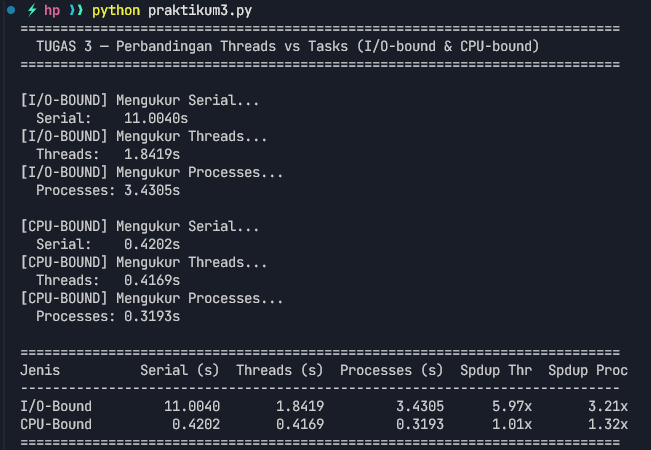 hp ❯❯ python praktikum3.py
===========================================================================
TUGAS 3 — Perbandingan Threads vs Tasks (I/O-bound & CPU-bound)
===========================================================================
[I/O-BOUND] Mengukur Serial...
Serial:    11.0040s
[I/O-BOUND] Mengukur Threads...
Threads:   1.8419s
[I/O-BOUND] Mengukur Processes...
Processes: 3.4305s
[CPU-BOUND] Mengukur Serial...
Serial:    0.4202s
[CPU-BOUND] Mengukur Threads...
Threads:   0.4169s
[CPU-BOUND] Mengukur Processes...
Processes: 0.3193s
===========================================================================
Jenis          Serial (s)  Threads (s)  Processes (s)  Spdup Thr  Spdup Proc
---------------------------------------------------------------------------
I/O-Bound         11.0040       1.8419         3.4305      5.97x       3.21x
CPU-Bound          0.4202       0.4169         0.3193      1.01x       1.32x
===========================================================================